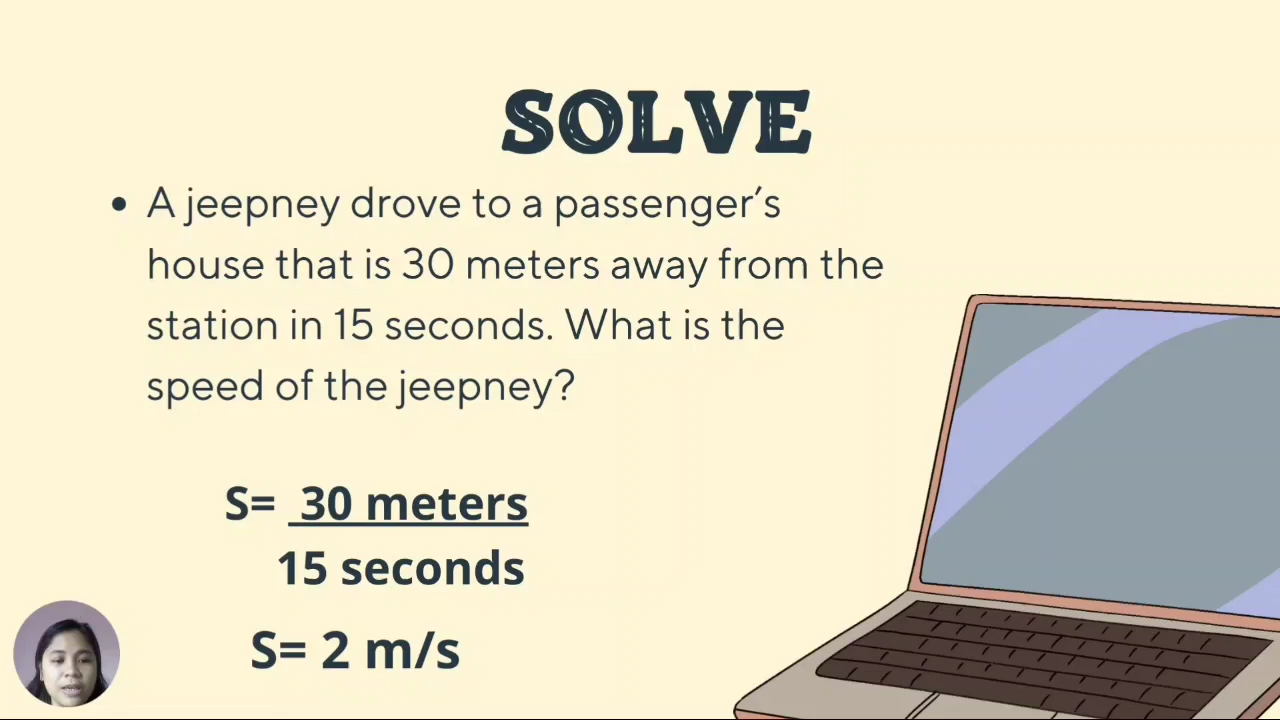 SOLVE
• A jeepney drove to a passenger's
house that is 30 meters away from the
station in 15 seconds. What is the
speed of the jeepney?
S= 30 meters
15 seconds
S= 2 m/s